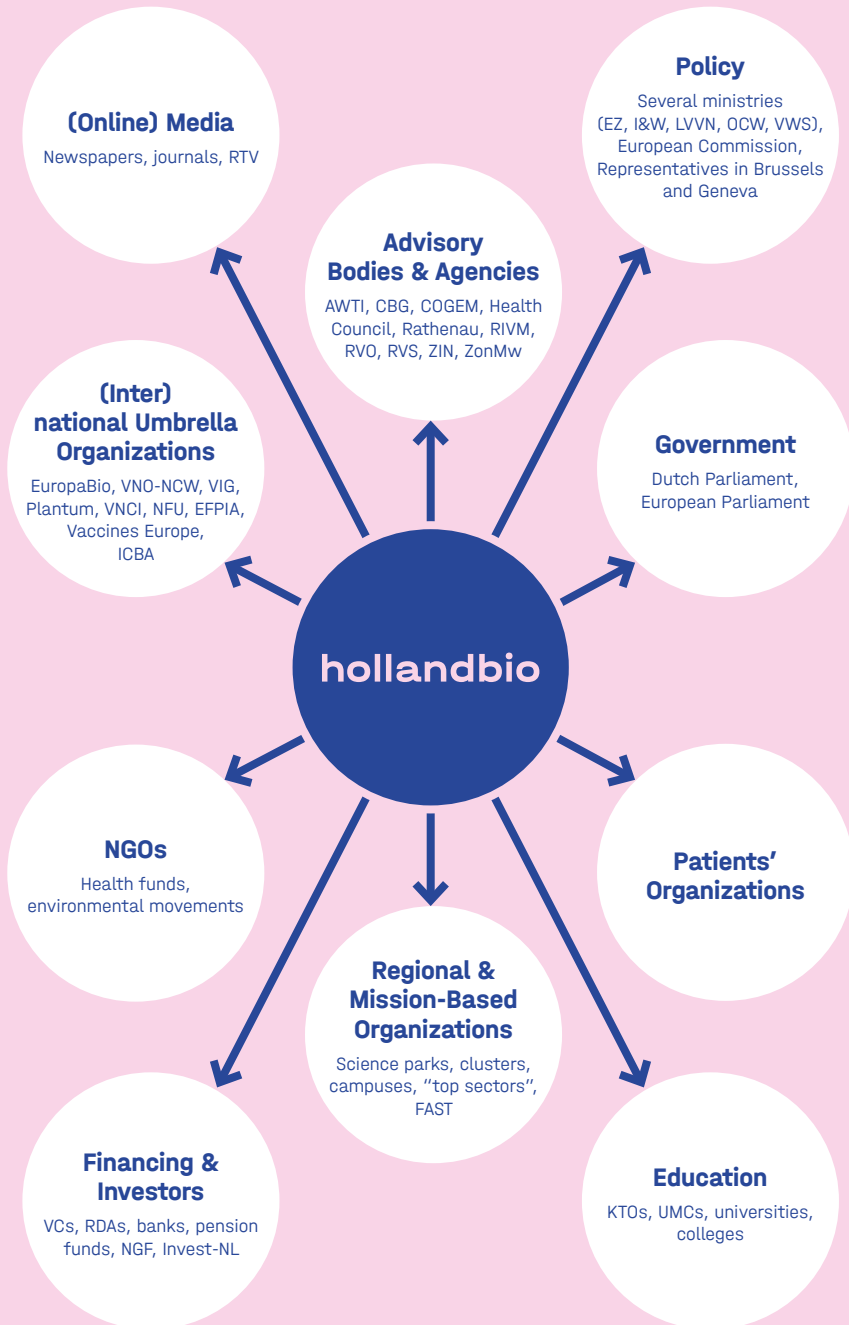 (Online) Media
Newspapers, journals, RTV
Policy
Several ministries
(EZ, I&W, LVVN, OCW, VWS),
European Commission,
Representatives in Brussels
and Geneva
Advisory
Bodies & Agencies
AWTI, CBG, COGEM, Health
Council, Rathenau, RIVM,
RVO, RVS, ZIN, ZonMw
(Inter)
national Umbrella
Organizations
EuropaBio, VNO-NCW, VIG,
Plantum, VNCI, NFU, EFPIA,
Vaccines Europe,
ICBA
Government
Dutch Parliament,
European Parliament
hollandbio
NGOs
Health funds,
environmental movements
Patients’
Organizations
Regional &
Mission-Based
Organizations
Science parks, clusters,
campuses, “top sectors”,
FAST
Financing &
Investors
VCs, RDAs, banks, pension
funds, NGF, Invest-NL
Education
KTOs, UMCs, universities,
colleges